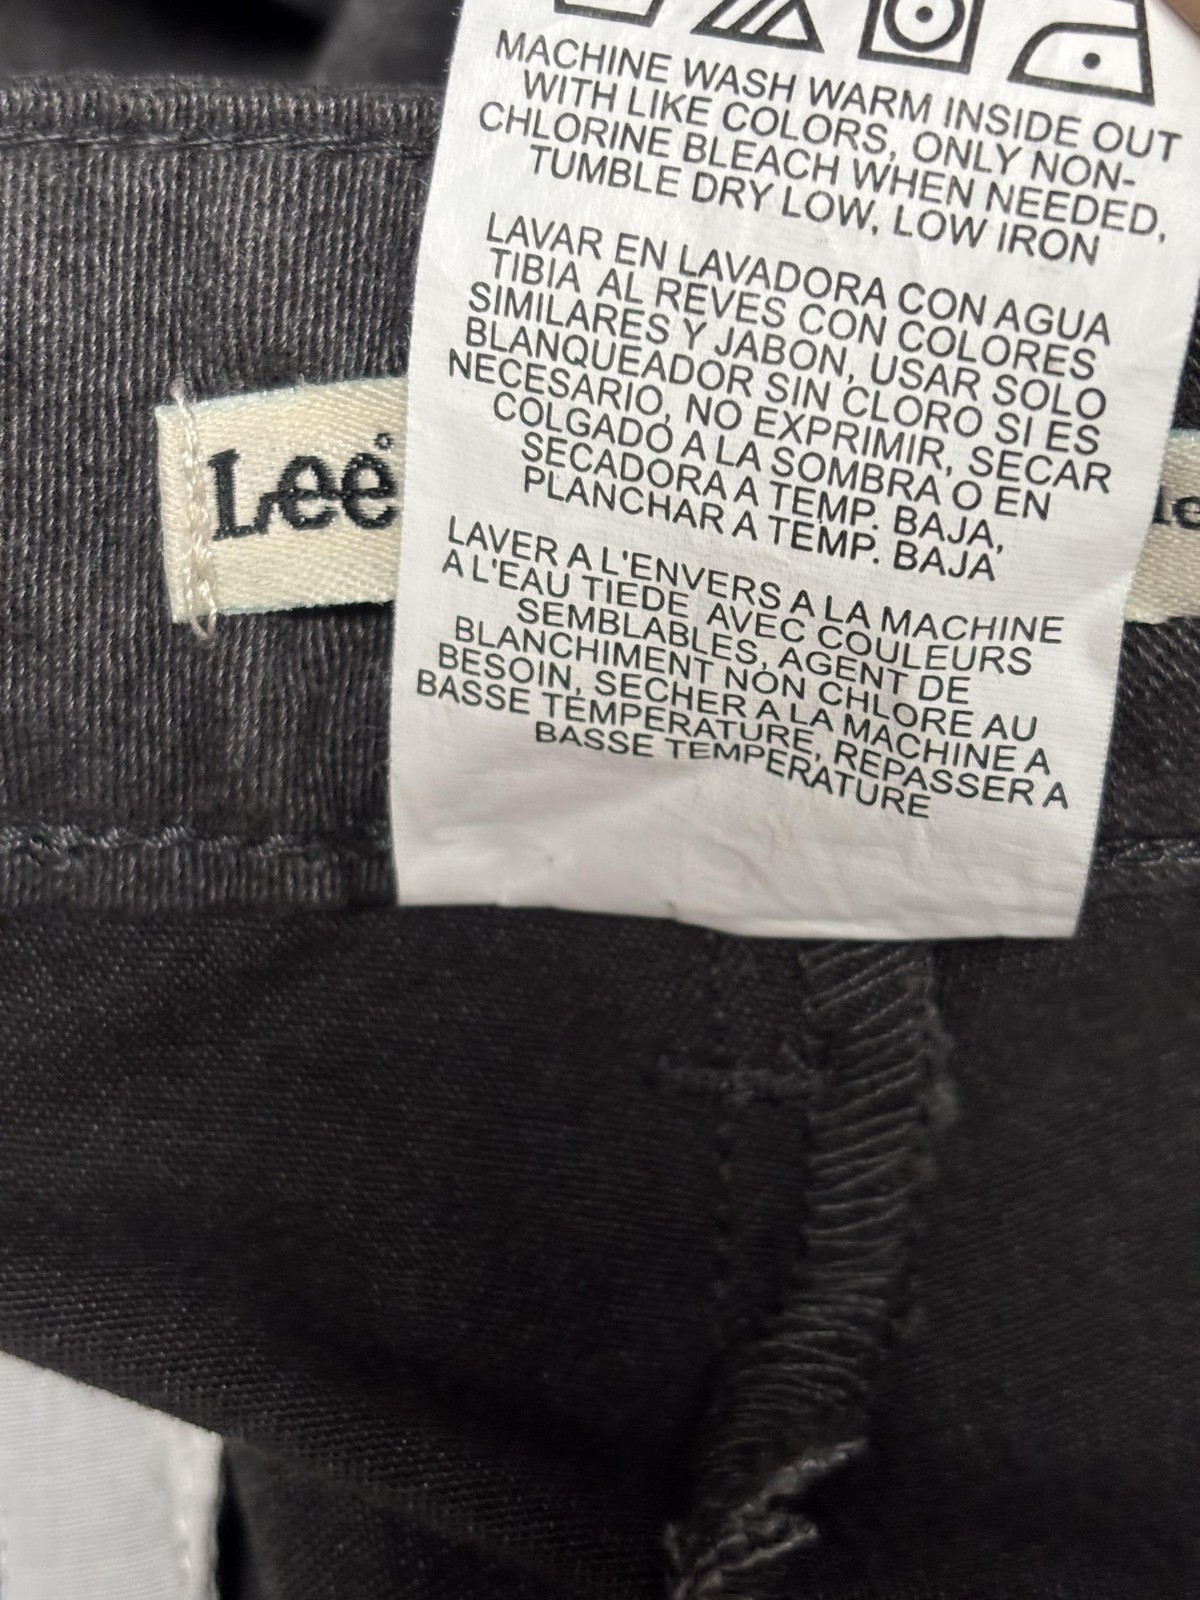 MACHINE WASH WARM INSIDE OUT
WITH LIKE COLORS, ONLY NON-
CHLORINE BLEACH WHEN NEEDED,
TUMBLE DRY LOW, LOW IRON
LAVAR EN LAVADORA CON AGUA
TIBIA AL REVES CON COLORES
SIMILARES Y JABON, USAR SOLO
BLANQUEADOR SIN CLORO SI ES
NECESARIO, NO EXPRIMIR, SECAR
COLGADO A LA SOMBRA O EN
SECADORA A TEMP. BAJA,
PLANCHAR A TEMP. BAJA
LAVER A L'ENVERS A LA MACHINE
A L'EAU TIEDE AVEC COULEURS
SEMBLABLES, AGENT DE
BLANCHIMENT NON CHLORE AU
BESOIN, SECHER A LA MACHINE A
BASSE TEMPERATURE, REPASSER A
BASSE TEMPERATURE
Lee